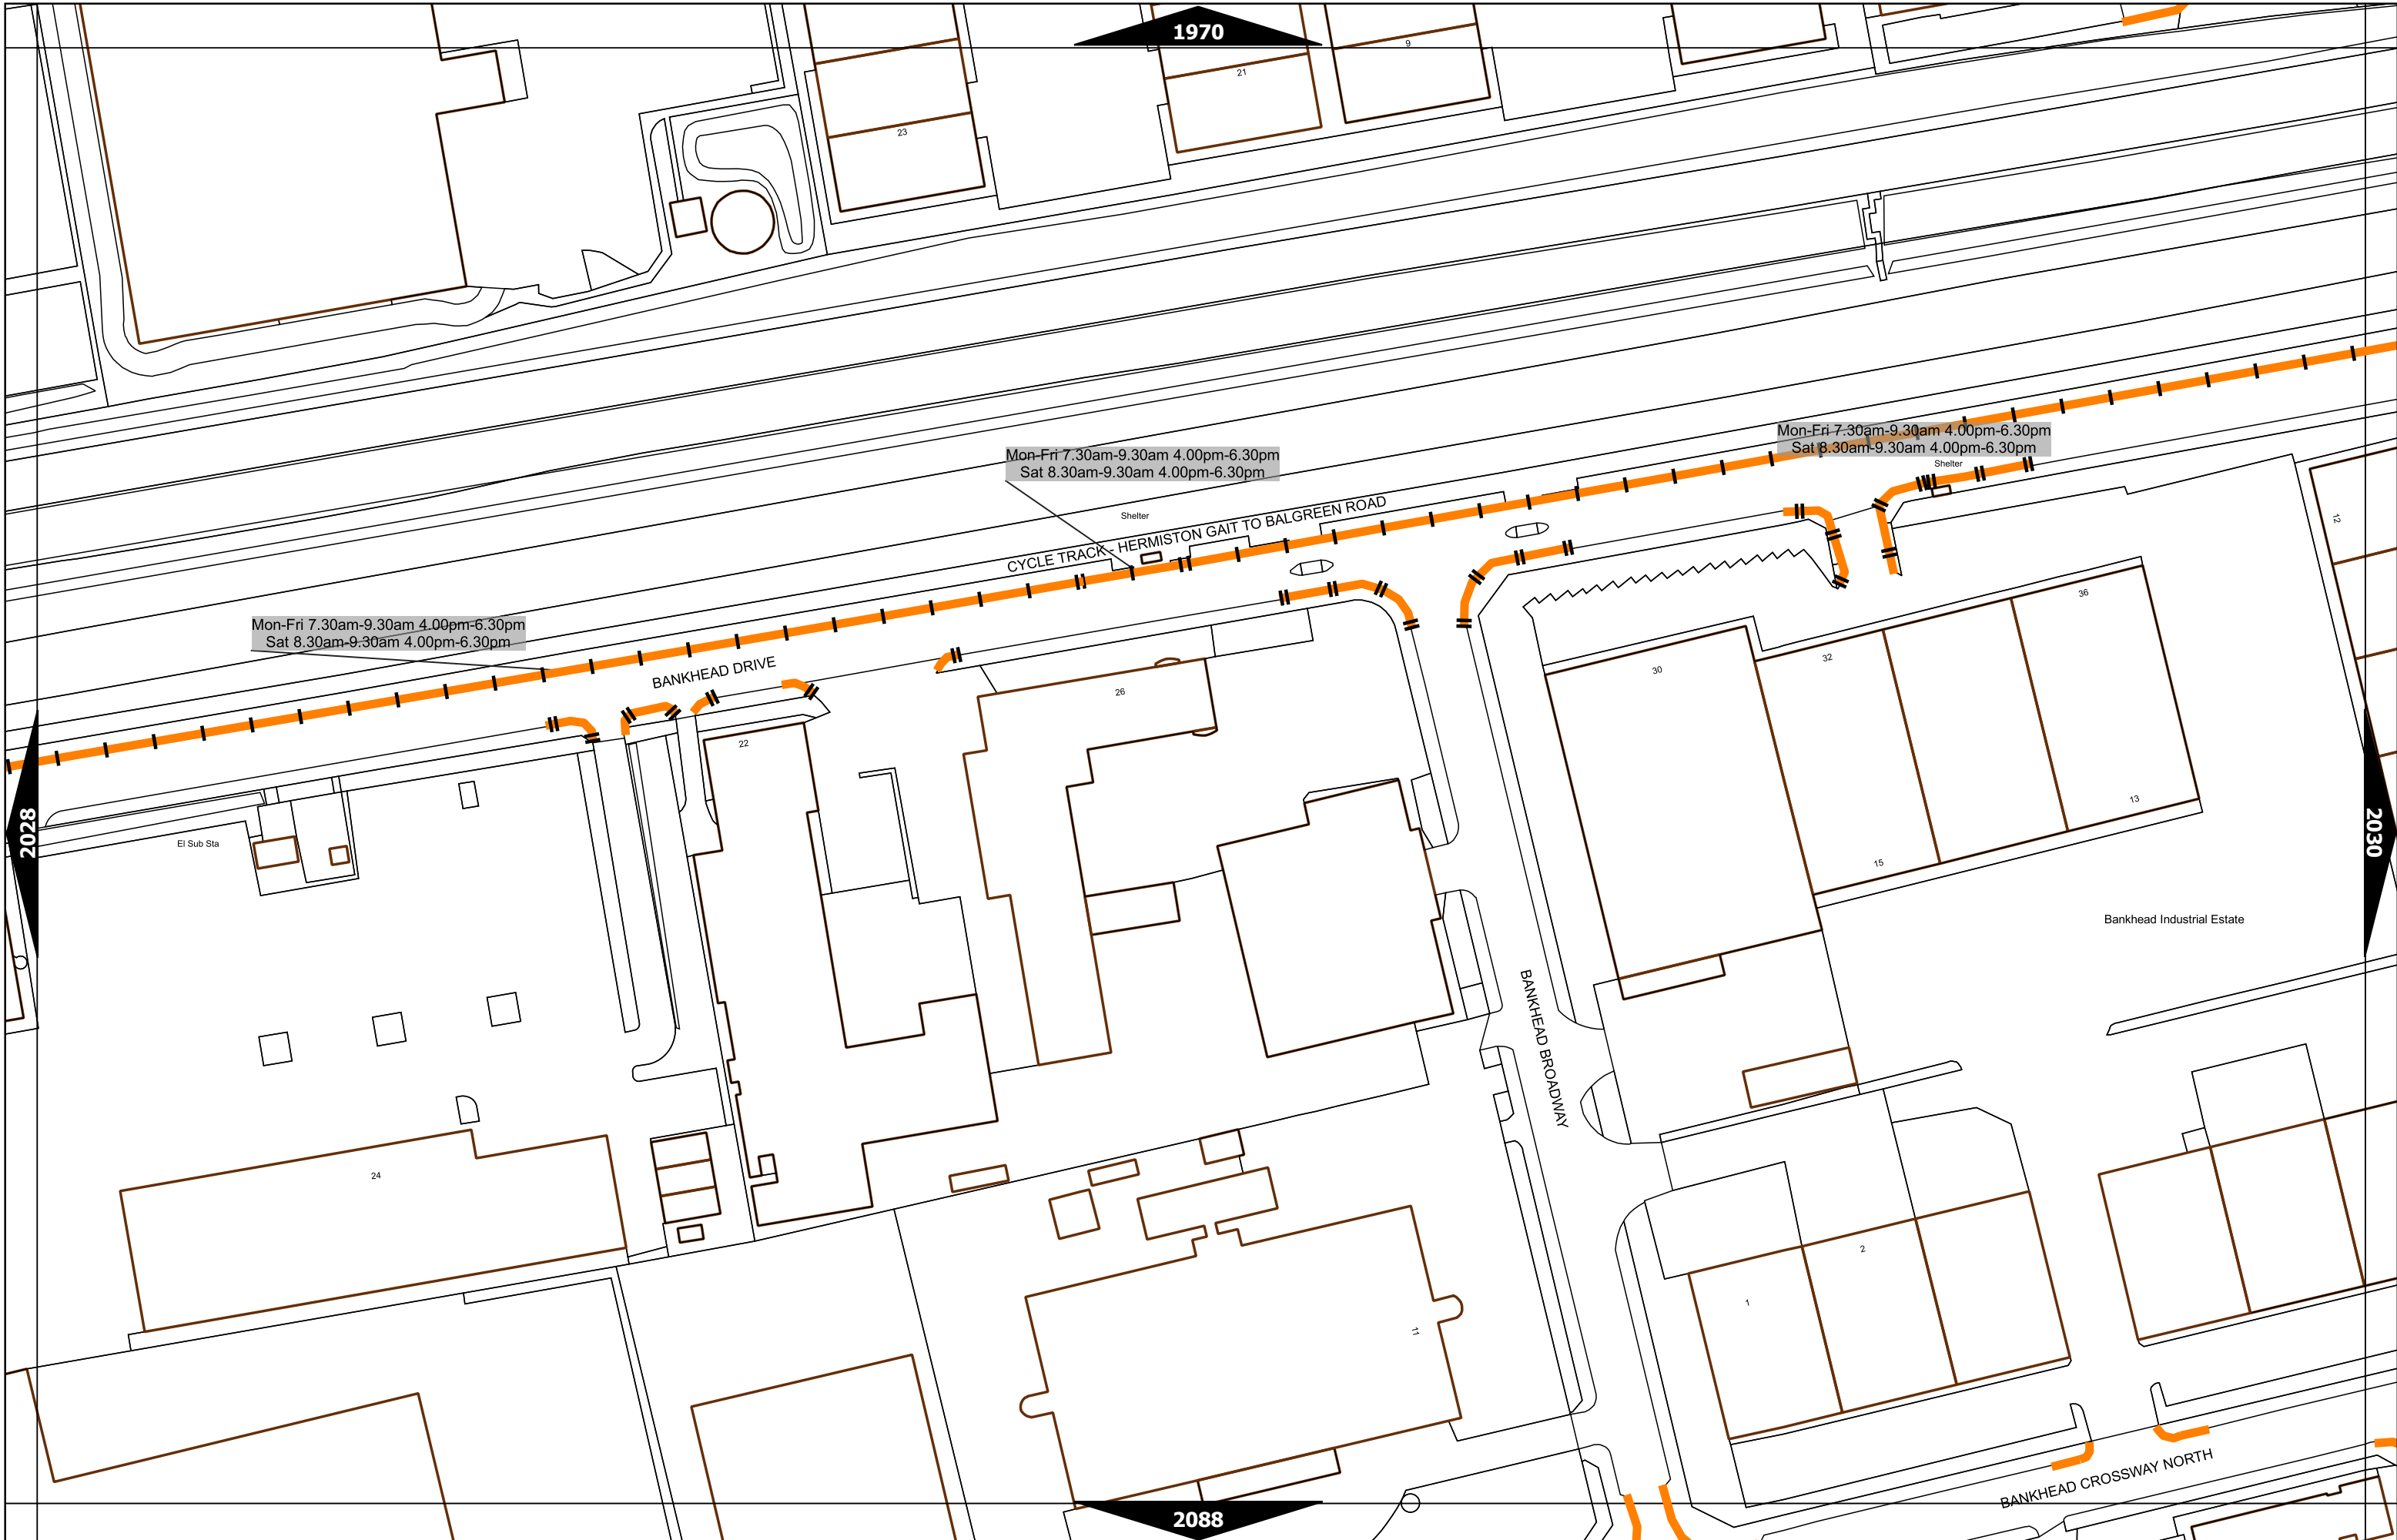 1970
9
21
23
Mon-Fri 7.30am-9.30am 4.00pm-6.30pm
Sat 8.30am-9.30am 4.00pm-6.30pm
Shelter
Mon-Fri 7.30am-9.30am 4.00pm-6.30pm
Sat 8.30am-9.30am 4.00pm-6.30pm
Shelter
CYCLE TRACK - HERMISTON GAIT TO BALGREEN ROAD
12
Mon-Fri 7.30am-9.30am 4.00pm-6.30pm
Sat 8.30am-9.30am 4.00pm-6.30pm
BANKHEAD DRIVE
36
32
30
26
22
13
15
2028
2030
El Sub Sta
Bankhead Industrial Estate
BANKHEAD BROADWAY
24
2
1
11
BANKHEAD CROSSWAY NORTH
2088